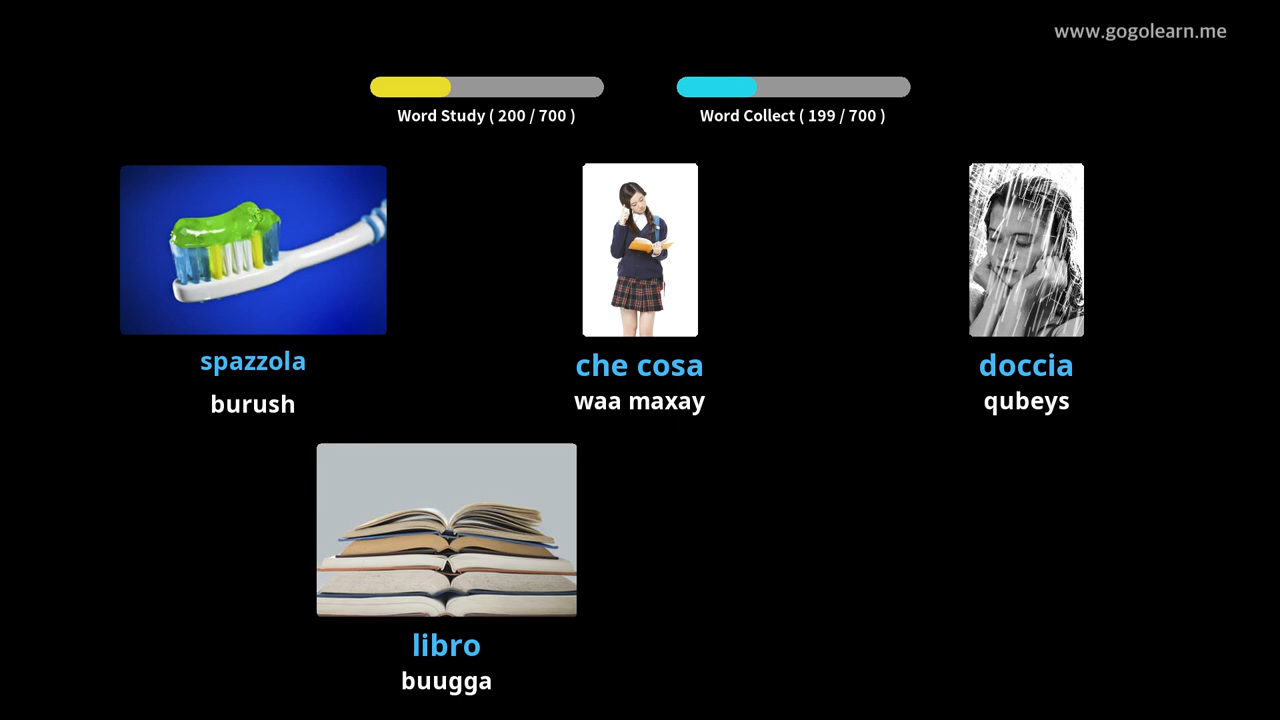 www.gogolearn.me
Word Study ( 200 / 700 )
Word Collect ( 199 / 700 )
spazzola
burush
che cosa
waa maxay
doccia
qubeys
libro
buugga